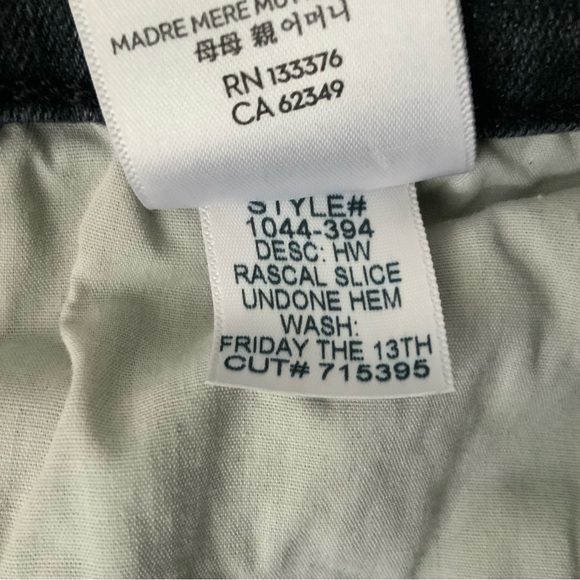 MADRE MERE
母母 親 어머니
RN 133376
CA 62349
STYLE#
1044-394
DESC: HW
RASCAL SLICE
UNDONE HEM
WASH:
FRIDAY THE 13TH
CUT# 715395